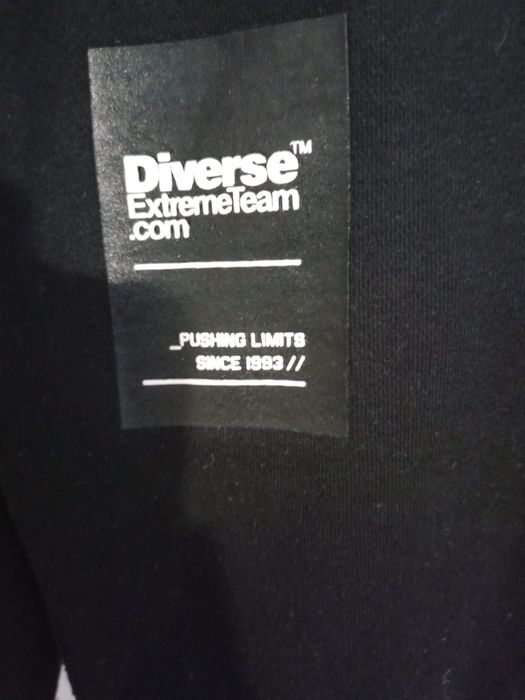 Diverse™
ExtremeTeam
.com
_PUSHING LIMITS
SINCE 1993 //